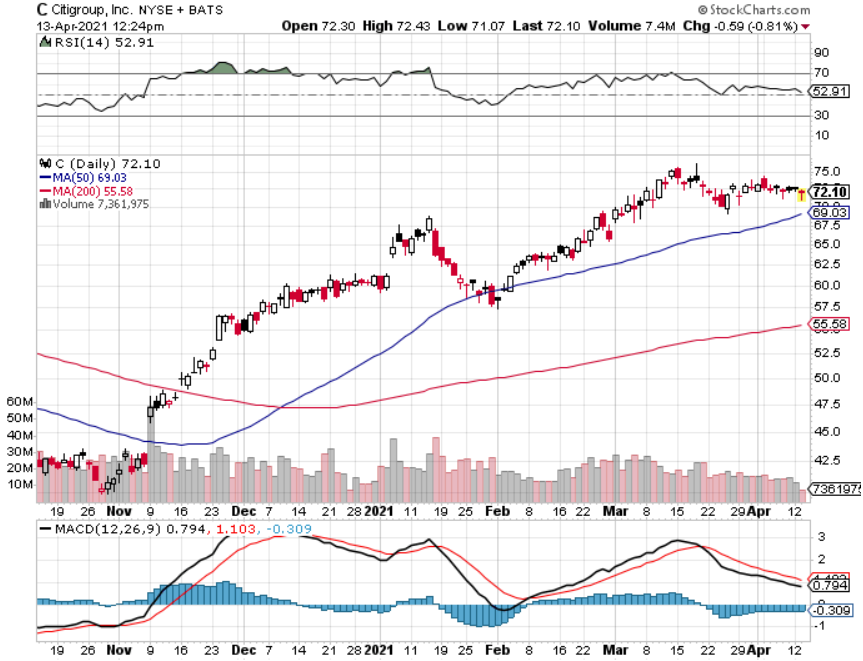 C Citigroup, Inc. NYSE + BATS
© StockCharts.com
13-Apr-2021 12:24pm
Open 72.30 High 72.43 Low 71.07 Last 72.10 Volume 7.4M Chg -0.59 (-0.81%)
RSI(14) 52.91
90
70
52.91
30
10
C (Daily) 72.10
MA(50) 69.03
MA(200) 55.58
Volume 7,361,975
75.0
72.10
69.03
67.5
65.0
62.5
60.0
57.5
55.58
52.5
50.0
47.5
45.0
42.5
60M
50M
40M
30M
20M
10M
7361975
19 26 Nov 9 16 23 Dec 7 14 21 28 2021 11 19 25 Feb 8 16 22 Mar 8 15 22 29 Apr 12
MACD(12,26,9) 0.794, 1.103, -0.309
3
2
0.794
-0.309
-1
19 26 Nov 9 16 23 Dec 7 14 21 28 2021 11 19 25 Feb 8 16 22 Mar 8 15 22 29 Apr 12